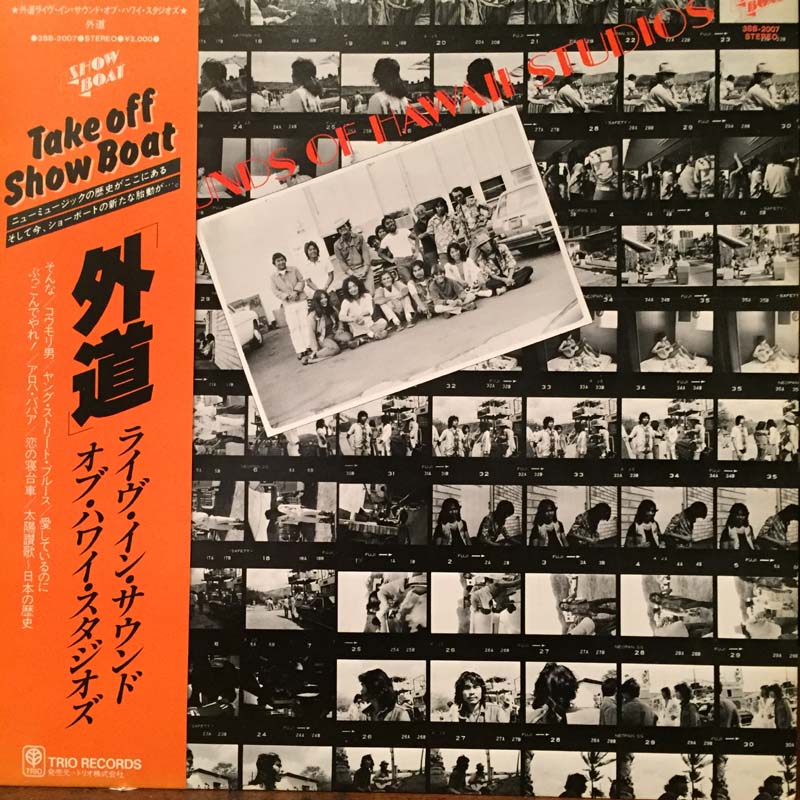 ★外道ライヴ・イン・サウンド・オブ・ハワイ・スタジオズ★
外道
●3SB-2007●STEREO●¥2,000●
SHOW
BOAT
Take off
Show Boat
ニューミュージックの歴史がここにある
そして今、ショーボートの新たな胎動が…。
「外道」
ライヴ・イン・サウンド
オブ・ハワイ・スタジオズ
そんな/コウモリ男/ヤング・ストリート・ブルース/愛しているのに
ぶっこんでやれ!/アロハ・ババア/恋の寝台車/太陽讃歌~日本の歴史
TRIO
TRIO RECORDS
発売元-トリオ株式会社
3SB-2007
STEREO
UNDS OF HAWAII STUDIOS